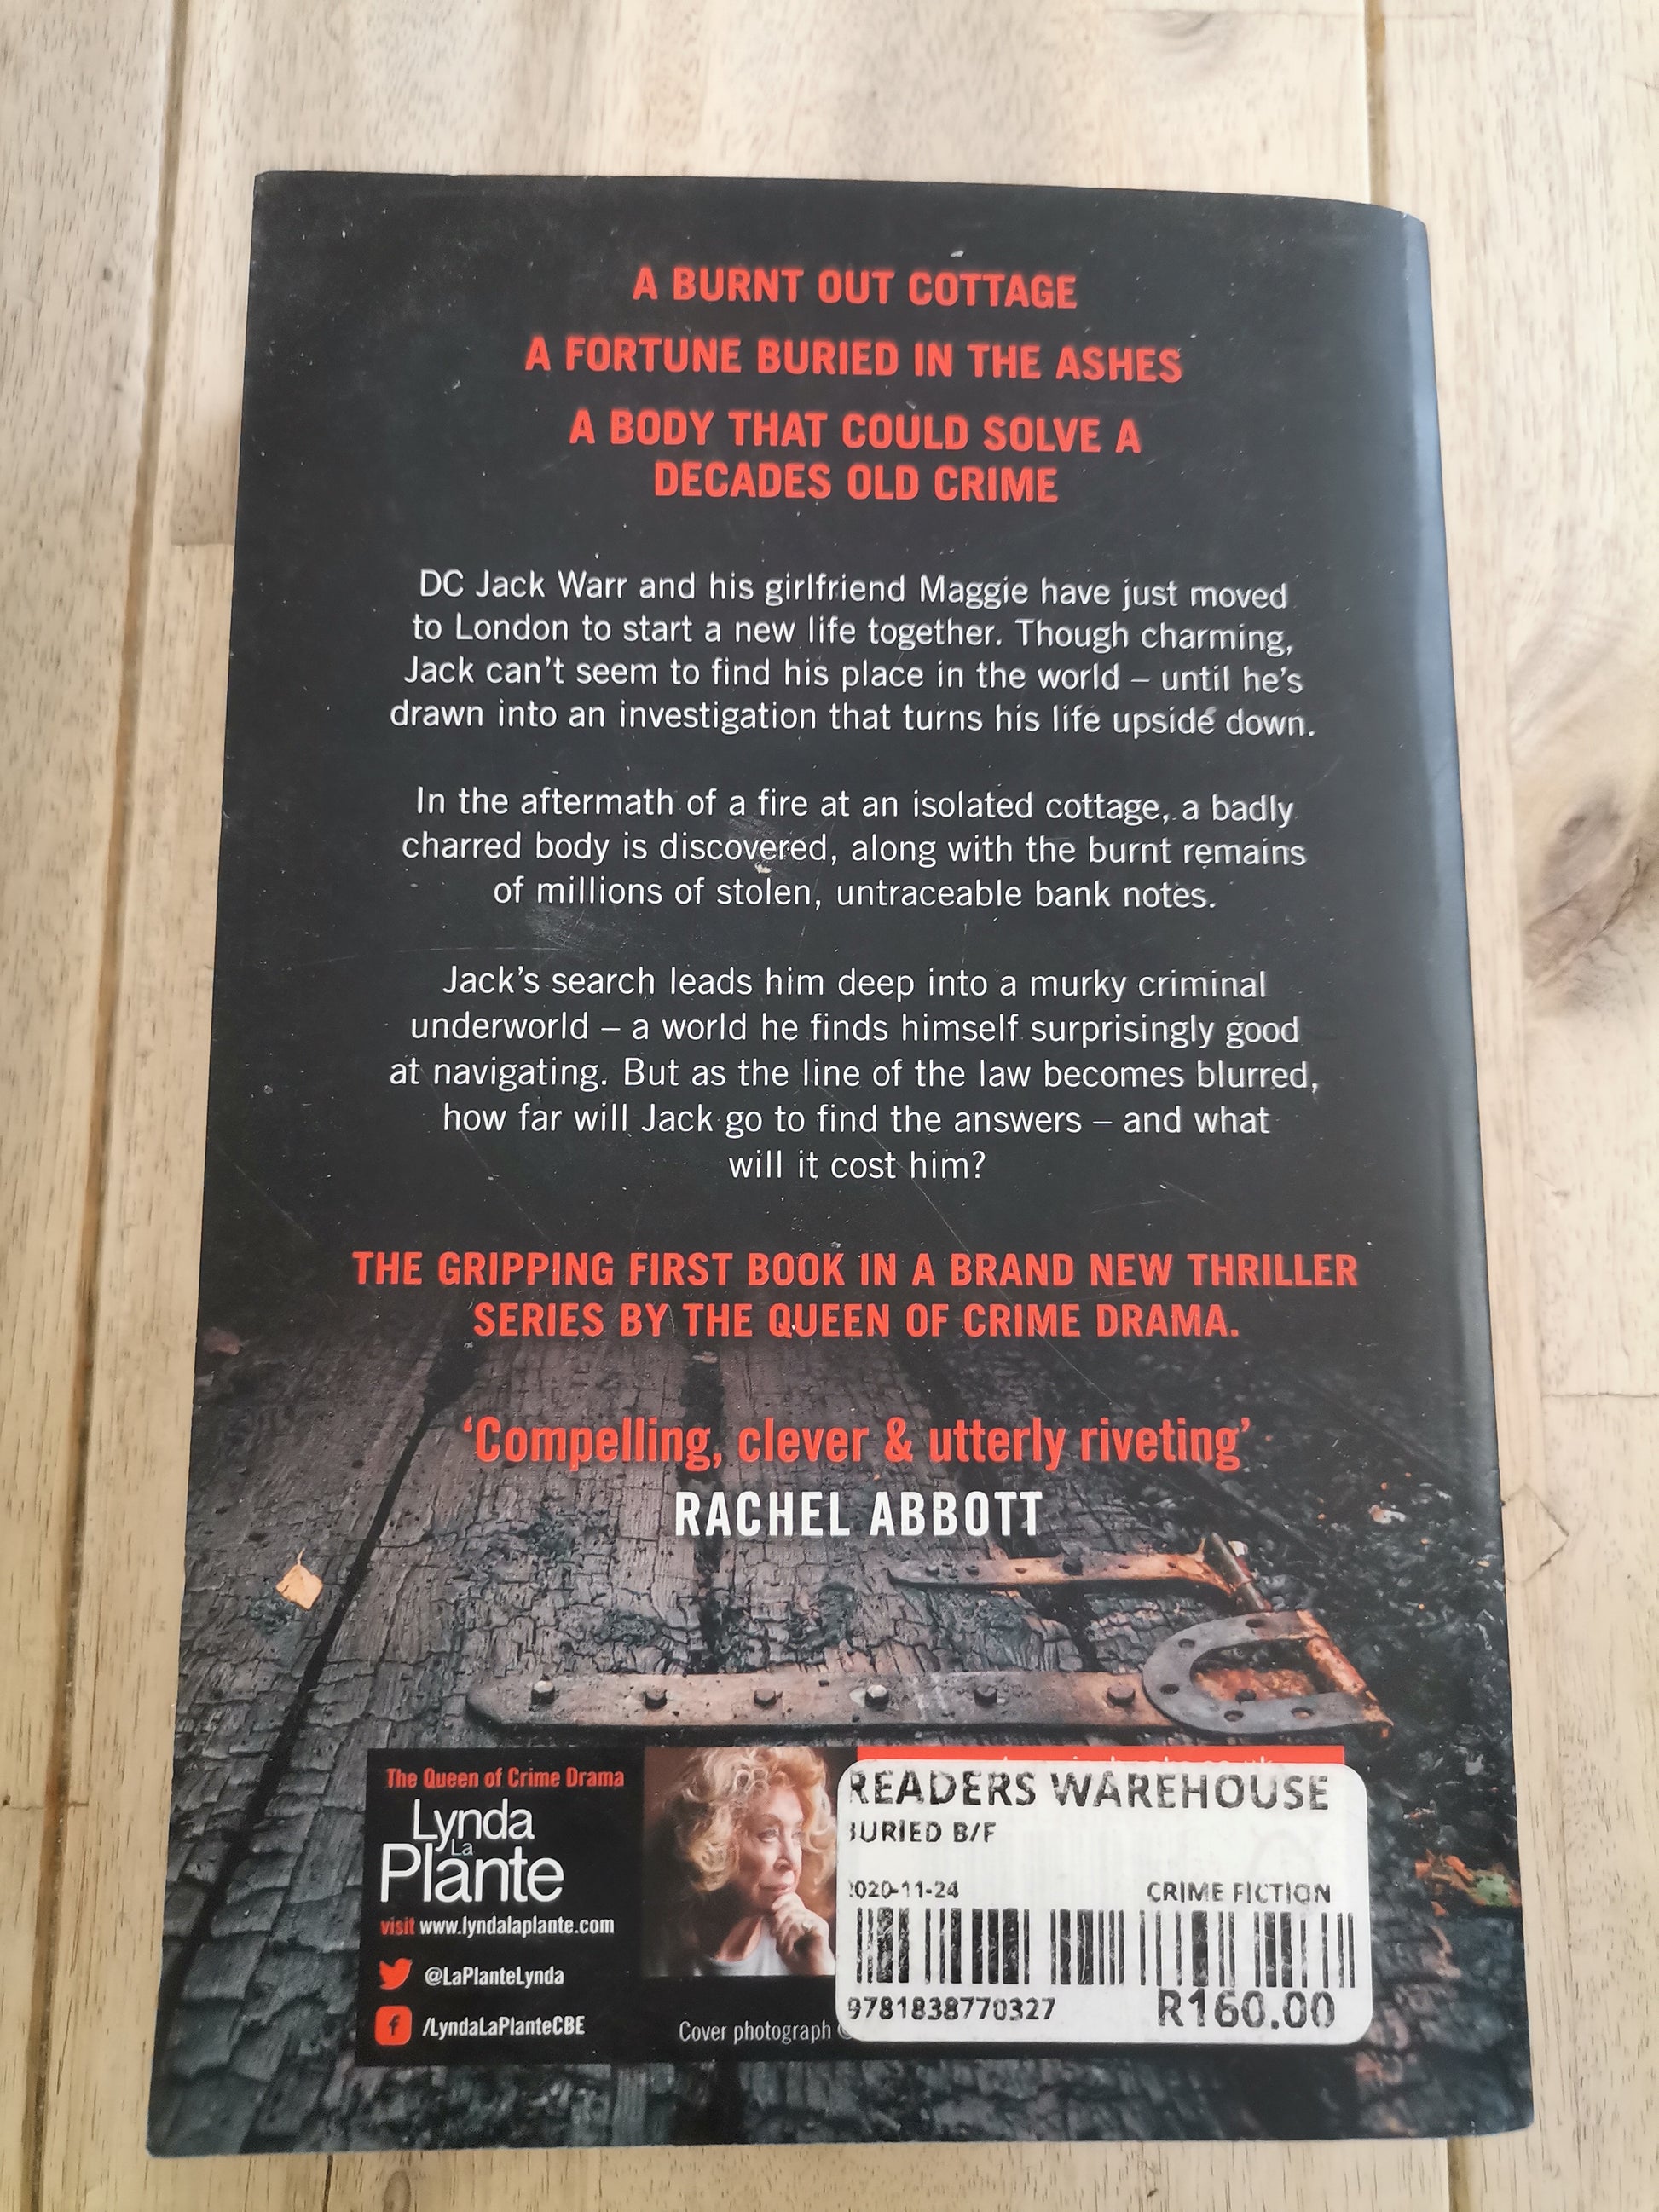 A BURNT OUT COTTAGE
A FORTUNE BURIED IN THE ASHES
A BODY THAT COULD SOLVE A
DECADES OLD CRIME
DC Jack Warr and his girlfriend Maggie have just moved
to London to start a new life together. Though charming,
Jack can't seem to find his place in the world – until he's
drawn into an investigation that turns his life upside down.
In the aftermath of a fire at an isolated cottage, a badly
charred body is discovered, along with the burnt remains
of millions of stolen, untraceable bank notes.
Jack's search leads him deep into a murky criminal
underworld – a world he finds himself surprisingly good
at navigating. But as the line of the law becomes blurred,
how far will Jack go to find the answers – and what
will it cost him?
THE GRIPPING FIRST BOOK IN A BRAND NEW THRILLER
SERIES BY THE QUEEN OF CRIME DRAMA.
‘Compelling, clever & utterly riveting’
RACHEL ABBOTT
The Queen of Crime Drama
Lynda
La
Plante
visit www.lyndalaplante.com
@LaPlanteLynda
/LyndaLaPlanteCBE
Cover photograph ©
READERS WAREHOUSE
URIED B/F
020-11-24 CRIME FICTION
9781838770327 R160.00